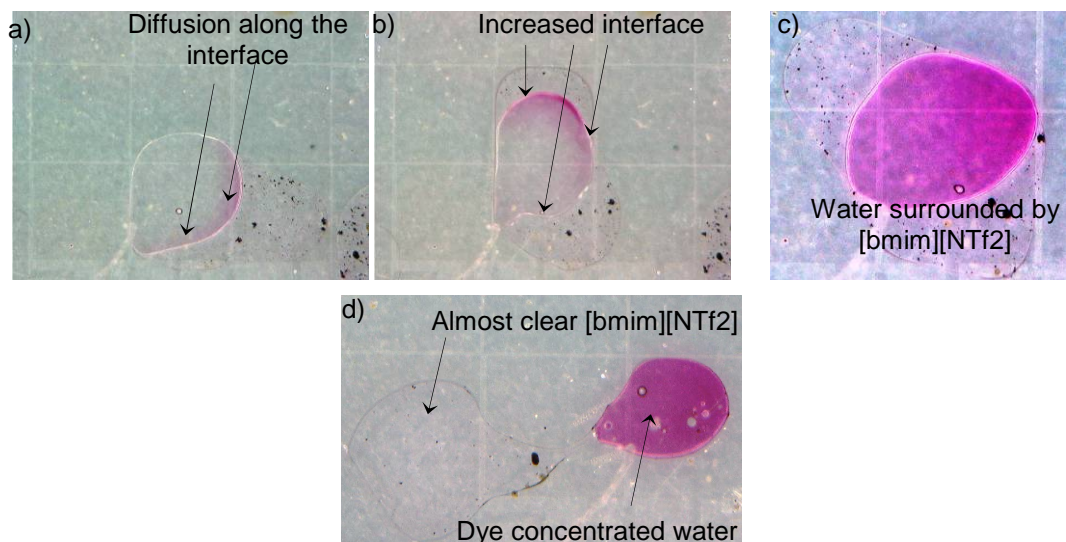 a)
Diffusion along the
interface
b)
Increased interface
c)
Water surrounded by
[bmim][NTf2]
d)
Almost clear [bmim][NTf2]
Dye concentrated water